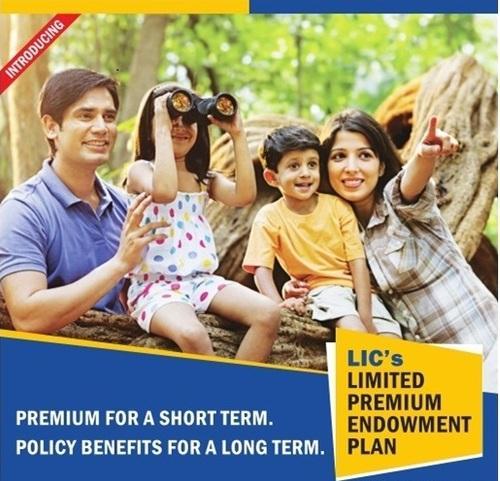 INTRODUCING
LIC's
LIMITED
PREMIUM
ENDOWMENT
PLAN
PREMIUM FOR A SHORT TERM.
POLICY BENEFITS FOR A LONG TERM.